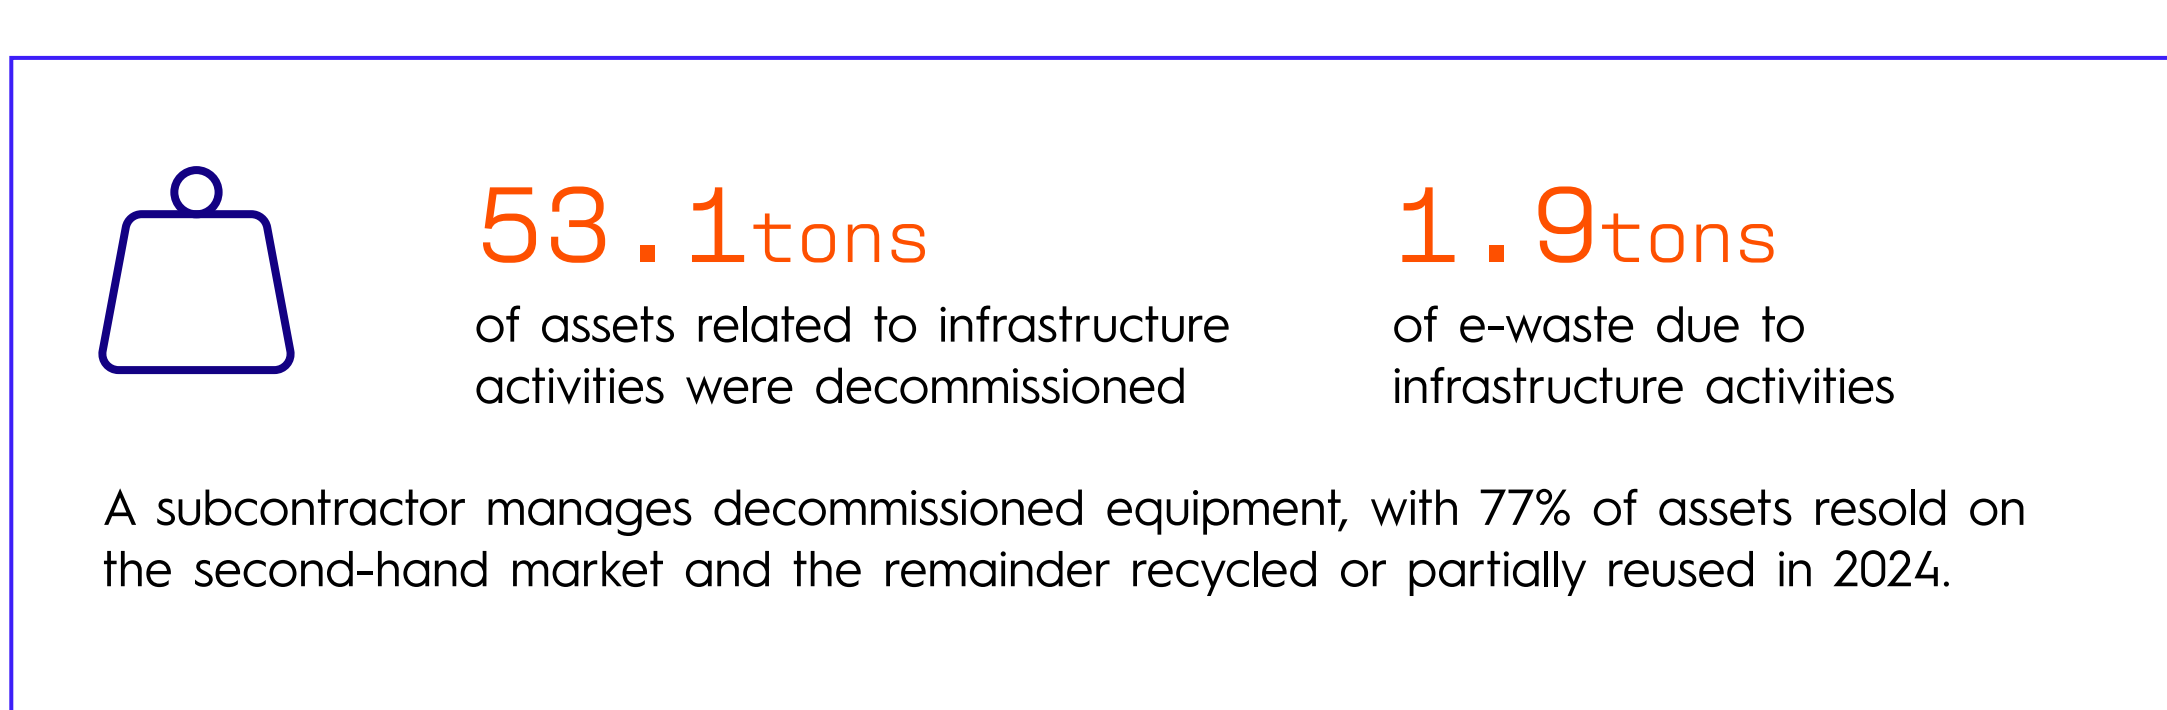 53.1tons
of assets related to infrastructure
activities were decommissioned
1.9tons
of e-waste due to
infrastructure activities
A subcontractor manages decommissioned equipment, with 77% of assets resold on
the second-hand market and the remainder recycled or partially reused in 2024.